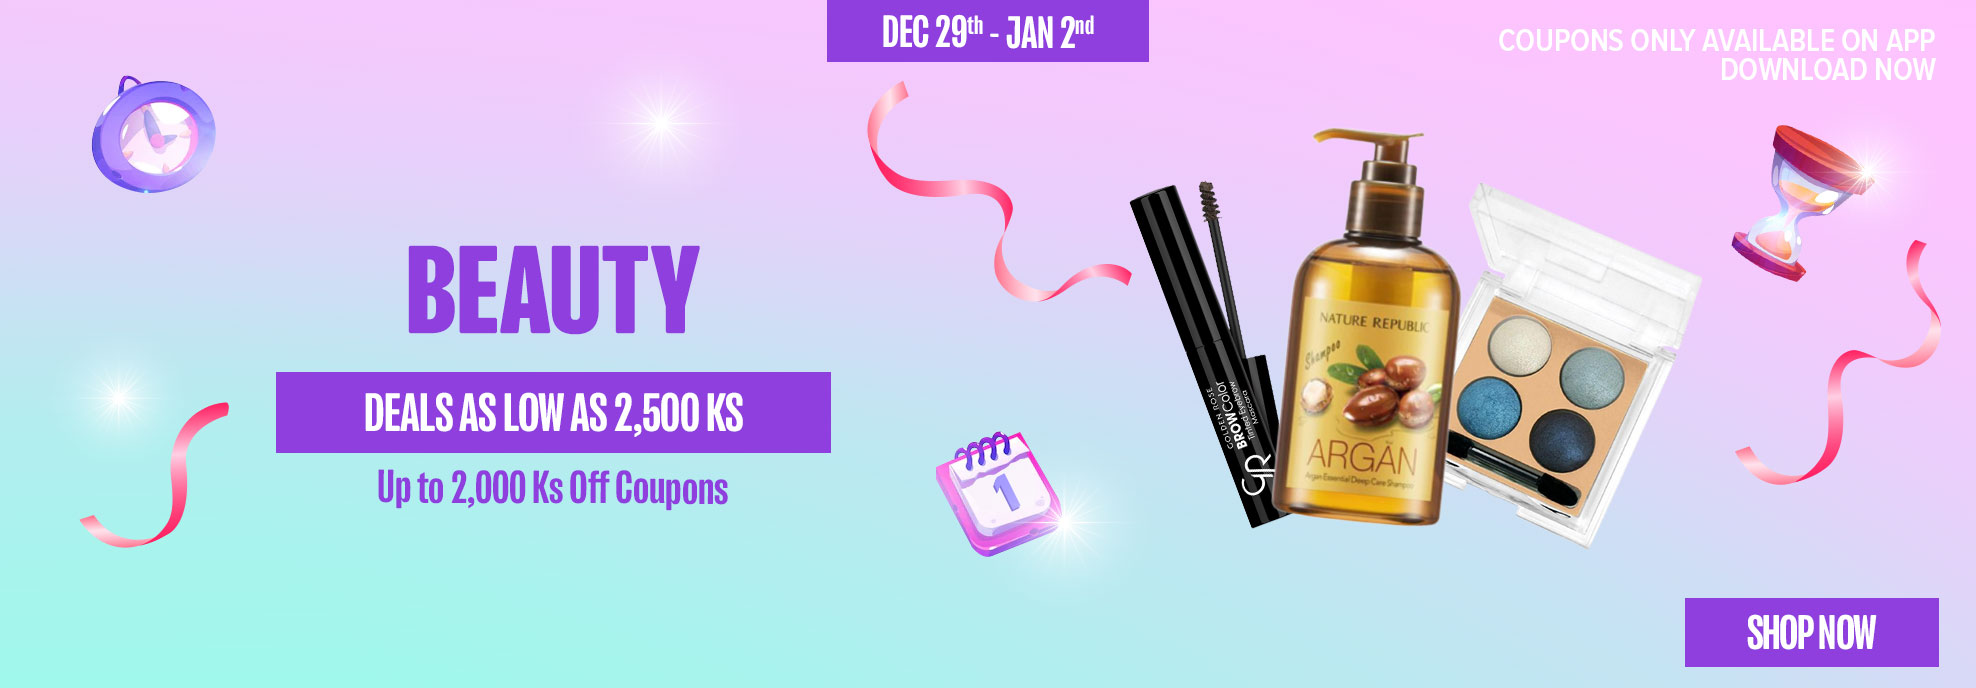 DEC 29th - JAN 2nd
COUPONS ONLY AVAILABLE ON APP
DOWNLOAD NOW
BEAUTY
DEALS AS LOW AS 2,500 KS
Up to 2,000 Ks Off Coupons
1
GOLDEN ROSE
BROWColor
Tinted Eyebrow
Mascara
GR
NATURE REPUBLIC
Shampoo
ARGAN
Argan Essential Deep Care Shampoo
SHOP NOW